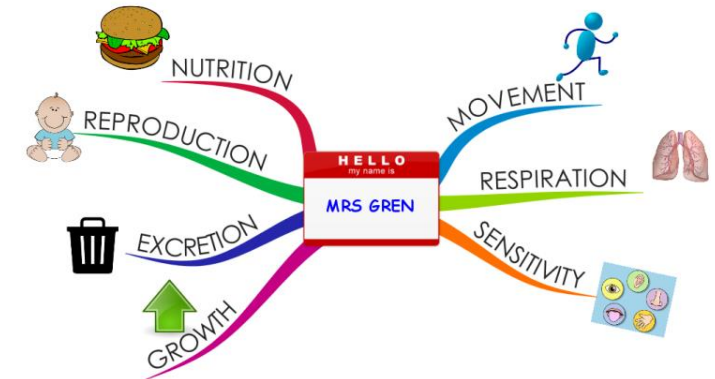 HELLO
my name is
MRS GREN
MOVEMENT
RESPIRATION
SENSITIVITY
GROWTH
EXCRETION
REPRODUCTION
NUTRITION